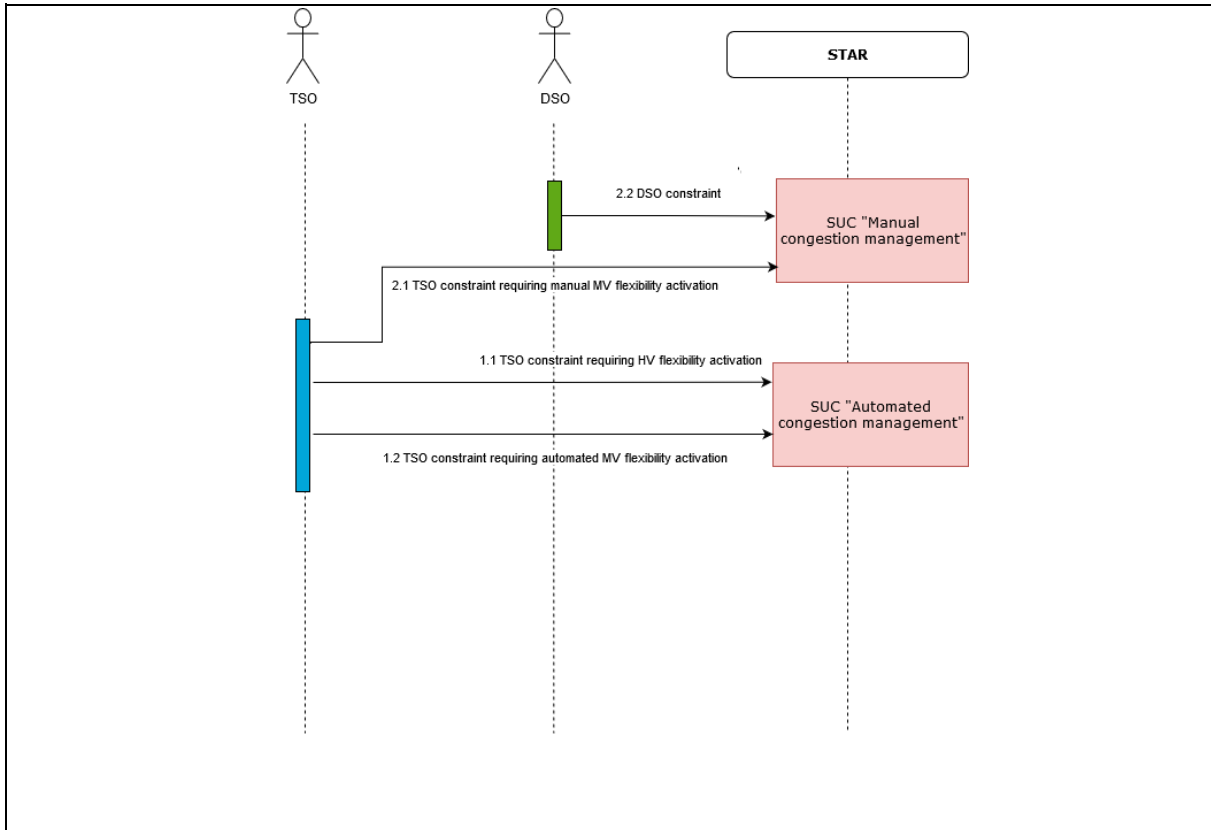 TSO
DSO
STAR
2.2 DSO constraint
SUC "Manual
congestion management"
2.1 TSO constraint requiring manual MV flexibility activation
1.1 TSO constraint requiring HV flexibility activation
SUC "Automated
congestion management"
1.2 TSO constraint requiring automated MV flexibility activation